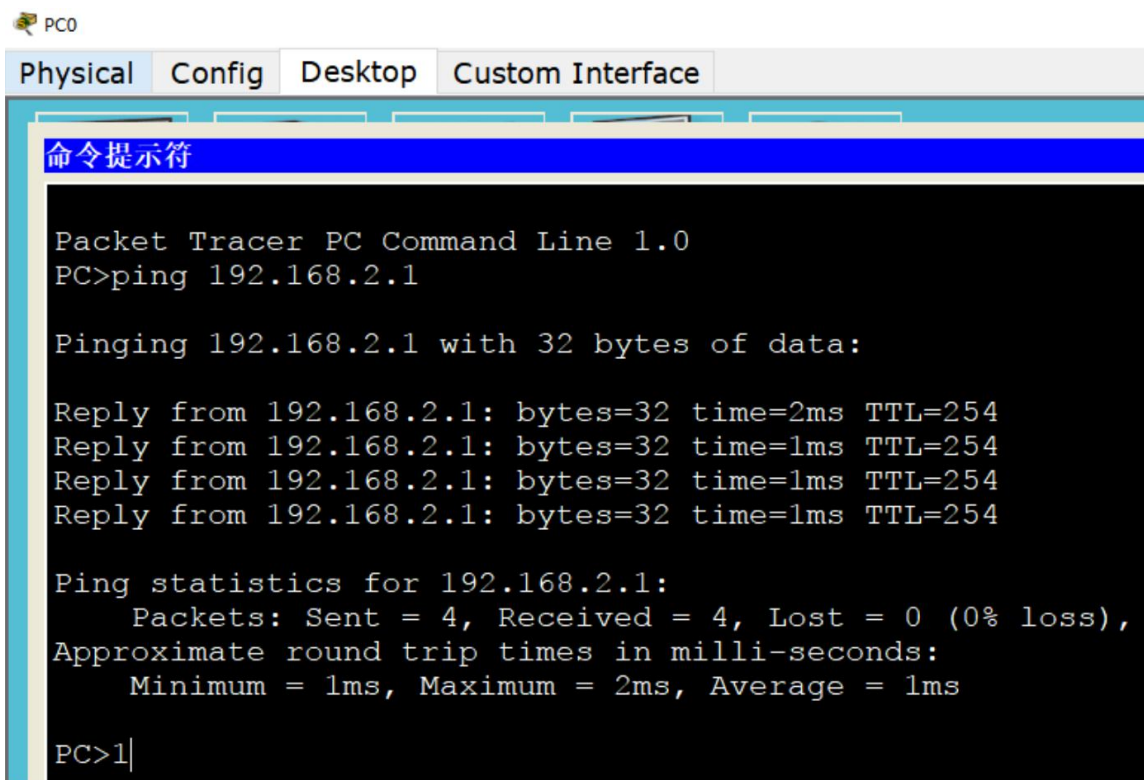 PC0
Physical Config Desktop Custom Interface
命令提示符
Packet Tracer PC Command Line 1.0
PC>ping 192.168.2.1
Pinging 192.168.2.1 with 32 bytes of data:
Reply from 192.168.2.1: bytes=32 time=2ms TTL=254
Reply from 192.168.2.1: bytes=32 time=1ms TTL=254
Reply from 192.168.2.1: bytes=32 time=1ms TTL=254
Reply from 192.168.2.1: bytes=32 time=1ms TTL=254
Ping statistics for 192.168.2.1:
    Packets: Sent = 4, Received = 4, Lost = 0 (0% loss),
Approximate round trip times in milli-seconds:
    Minimum = 1ms, Maximum = 2ms, Average = 1ms
PC>1